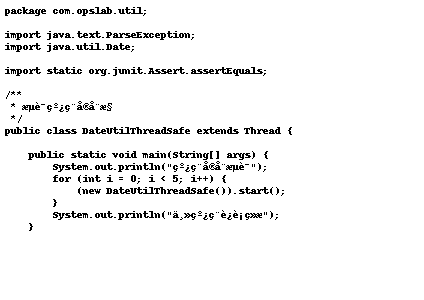 package com.opslab.util;

import java.text.ParseException;
import java.util.Date;

import static org.junit.Assert.assertEquals;

/**
 * æµè¯çº¿ç¨å®å¨æ§
 */
public class DateUtilThreadSafe extends Thread {

    public static void main(String[] args) {
        System.out.println("çº¿ç¨å®å¨æµè¯");
        for (int i = 0; i < 5; i++) {
            (new DateUtilThreadSafe()).start();
        }
        System.out.println("ä¸»çº¿ç¨è¿è¡ç»æ");
    }